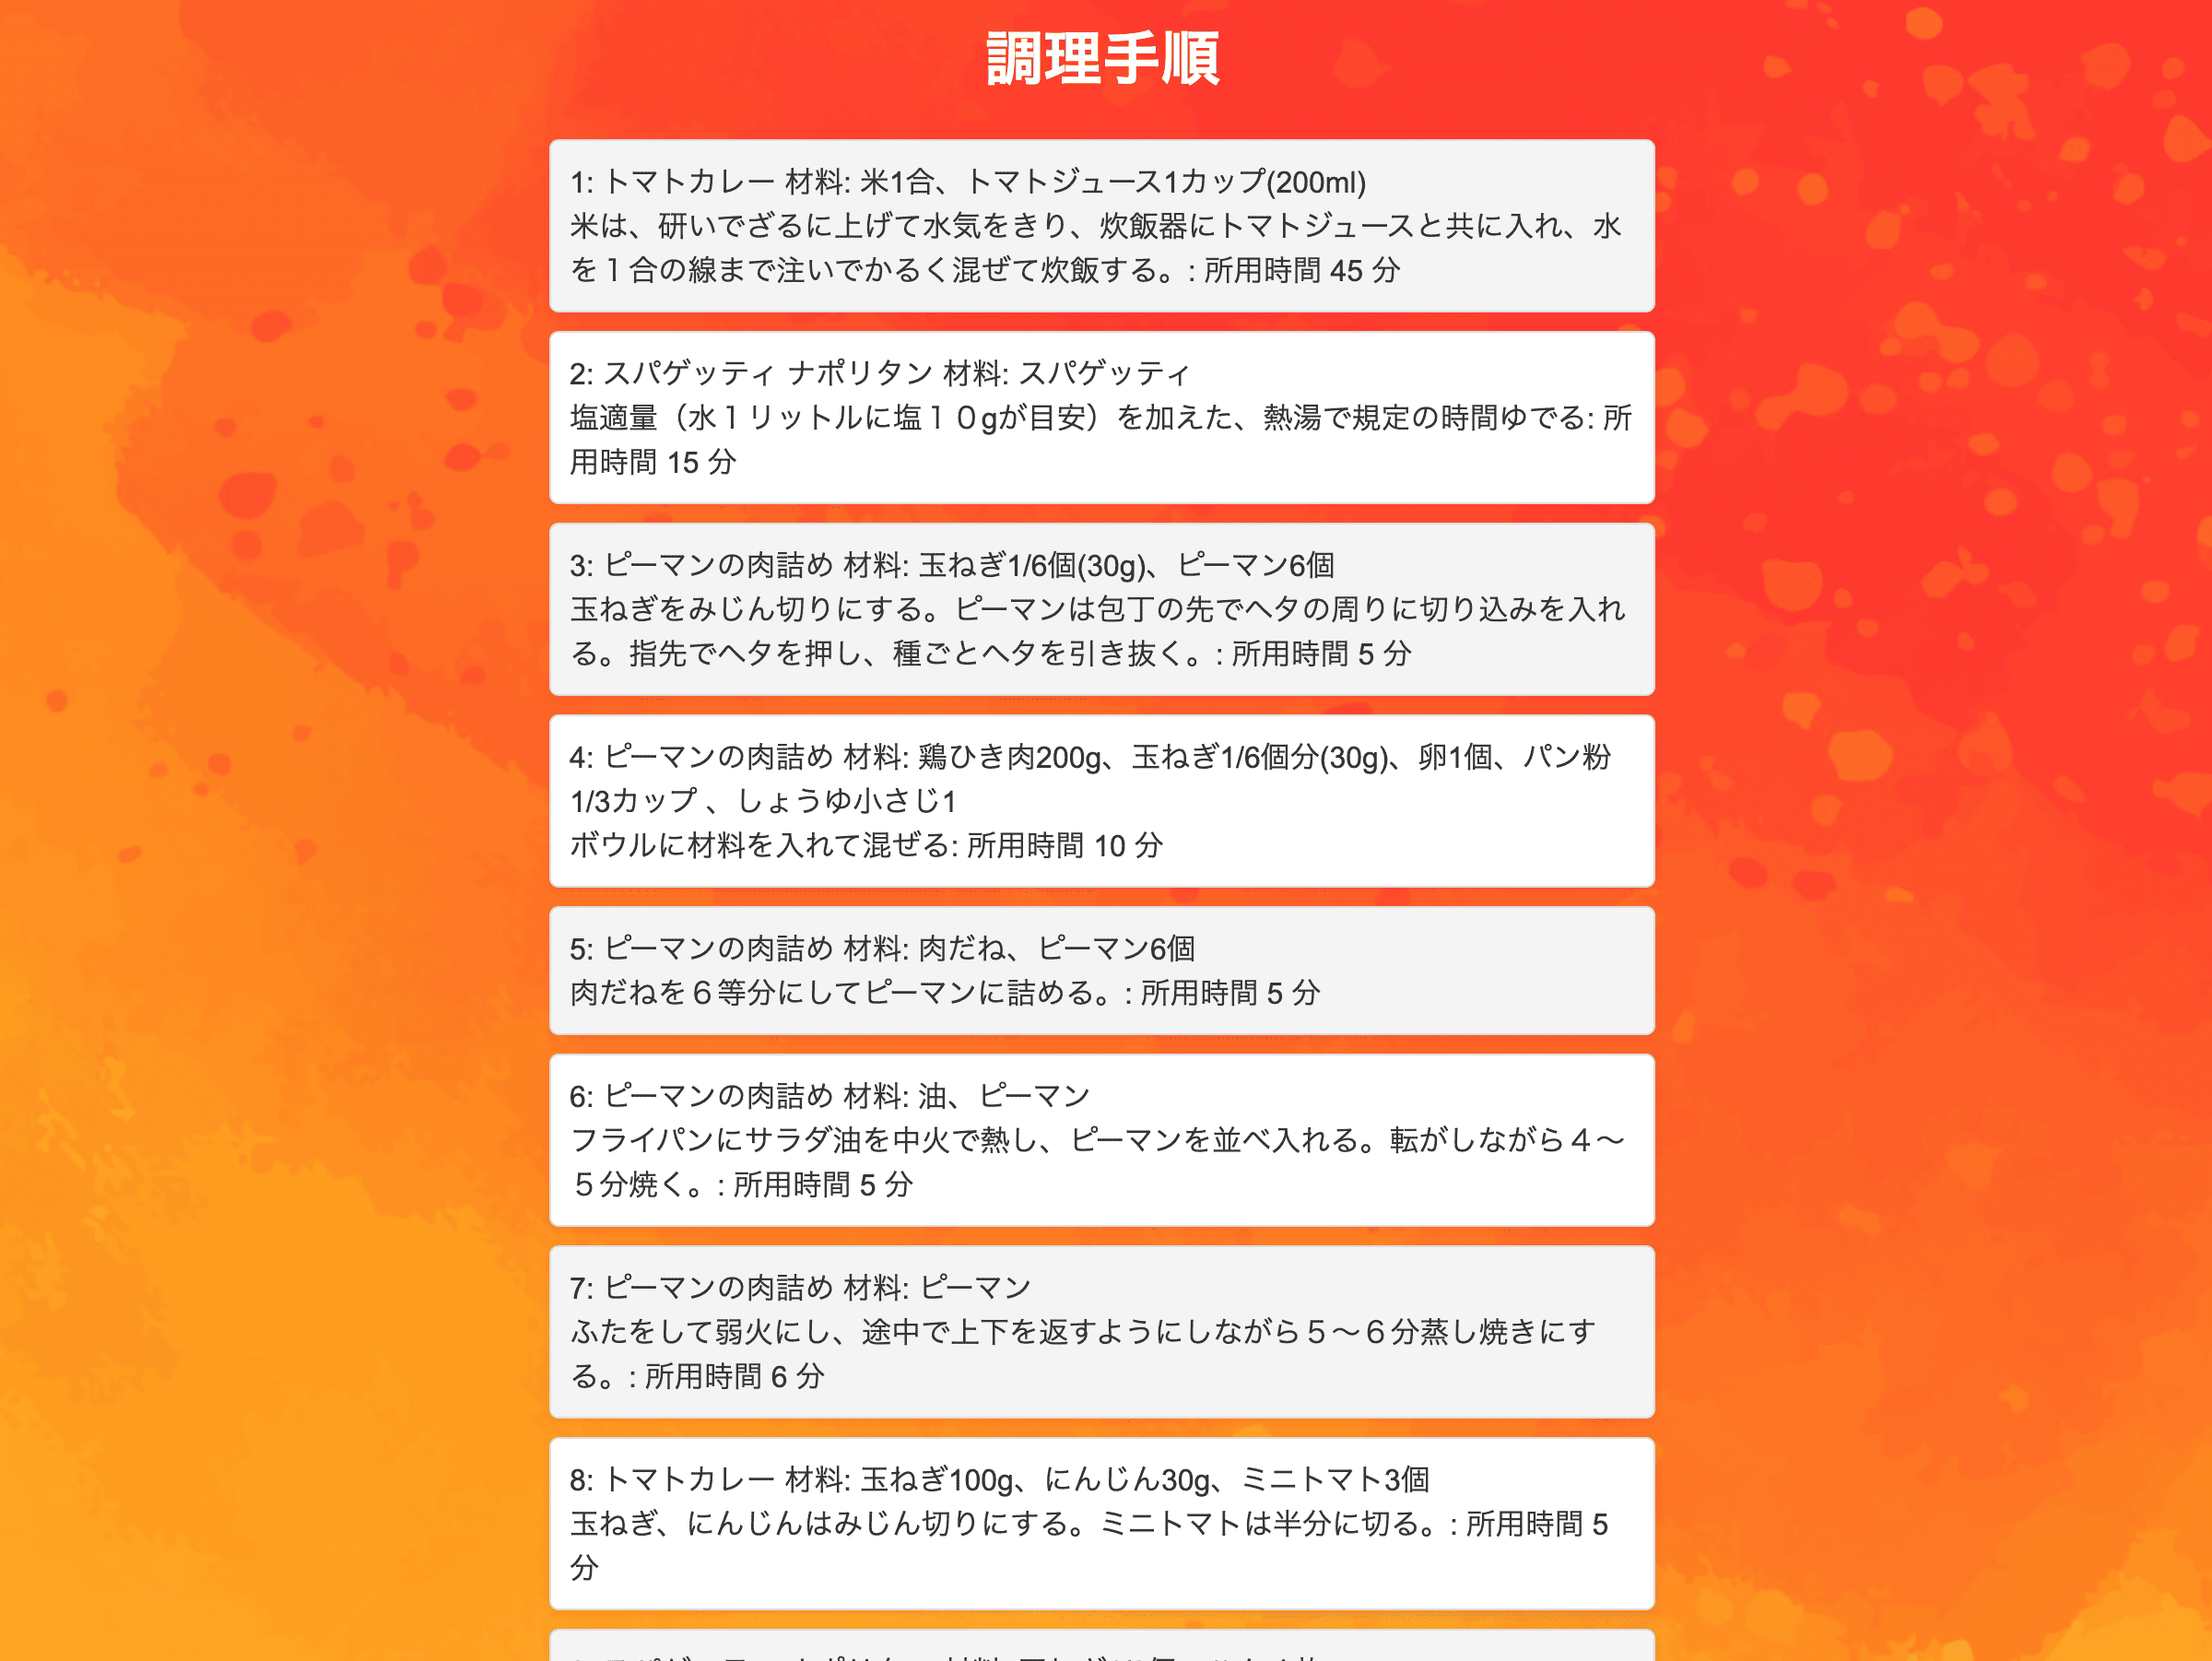 調理手順
1: トマトカレー 材料: 米1合、トマトジュース1カップ(200ml)
米は、研いでざるに上げて水気をきり、炊飯器にトマトジュースと共に入れ、水
を１合の線まで注いでかるく混ぜて炊飯する。: 所用時間 45 分
2: スパゲッティ ナポリタン 材料: スパゲッティ
塩適量（水１リットルに塩１０gが目安）を加えた、熱湯で規定の時間ゆでる: 所
用時間 15 分
3: ピーマンの肉詰め 材料: 玉ねぎ1/6個(30g)、ピーマン6個
玉ねぎをみじん切りにする。ピーマンは包丁の先でヘタの周りに切り込みを入れ
る。指先でヘタを押し、種ごとヘタを引き抜く。: 所用時間 5 分
4: ピーマンの肉詰め 材料: 鶏ひき肉200g、玉ねぎ1/6個分(30g)、卵1個、パン粉
1/3カップ 、しょうゆ小さじ1
ボウルに材料を入れて混ぜる: 所用時間 10 分
5: ピーマンの肉詰め 材料: 肉だね、ピーマン6個
肉だねを６等分にしてピーマンに詰める。: 所用時間 5 分
6: ピーマンの肉詰め 材料: 油、ピーマン
フライパンにサラダ油を中火で熱し、ピーマンを並べ入れる。転がしながら４〜
５分焼く。: 所用時間 5 分
7: ピーマンの肉詰め 材料: ピーマン
ふたをして弱火にし、途中で上下を返すようにしながら５〜６分蒸し焼きにす
る。: 所用時間 6 分
8: トマトカレー 材料: 玉ねぎ100g、にんじん30g、ミニトマト3個
玉ねぎ、にんじんはみじん切りにする。ミニトマトは半分に切る。: 所用時間 5
分